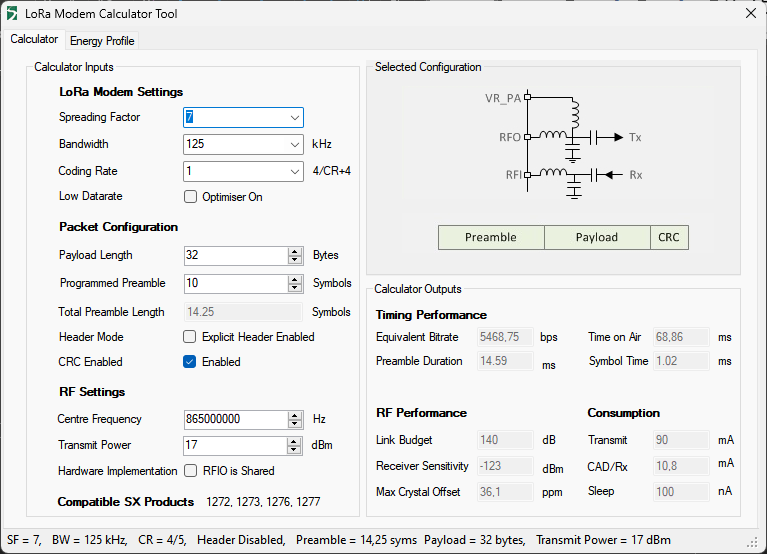 LoRa Modem Calculator Tool
Calculator
Energy Profile
Calculator Inputs
LoRa Modem Settings
Spreading Factor 7
Bandwidth 125 kHz
Coding Rate 1 4/CR+4
Low Datarate Optimiser On
Packet Configuration
Payload Length 32 Bytes
Programmed Preamble 10 Symbols
Total Preamble Length 14.25 Symbols
Header Mode Explicit Header Enabled
CRC Enabled Enabled
RF Settings
Centre Frequency 865000000 Hz
Transmit Power 17 dBm
Hardware Implementation RFIO is Shared
Compatible SX Products 1272, 1273, 1276, 1277
Selected Configuration
VR_PA
RFO Tx
RFI Rx
Preamble Payload CRC
Calculator Outputs
Timing Performance
Equivalent Bitrate 5468,75 bps Time on Air 68,86 ms
Preamble Duration 14.59 ms Symbol Time 1.02 ms
RF Performance Consumption
Link Budget 140 dB Transmit 90 mA
Receiver Sensitivity -123 dBm CAD/Rx 10,8 mA
Max Crystal Offset 36,1 ppm Sleep 100 nA
SF = 7, BW = 125 kHz, CR = 4/5, Header Disabled, Preamble = 14,25 syms Payload = 32 bytes, Transmit Power = 17 dBm